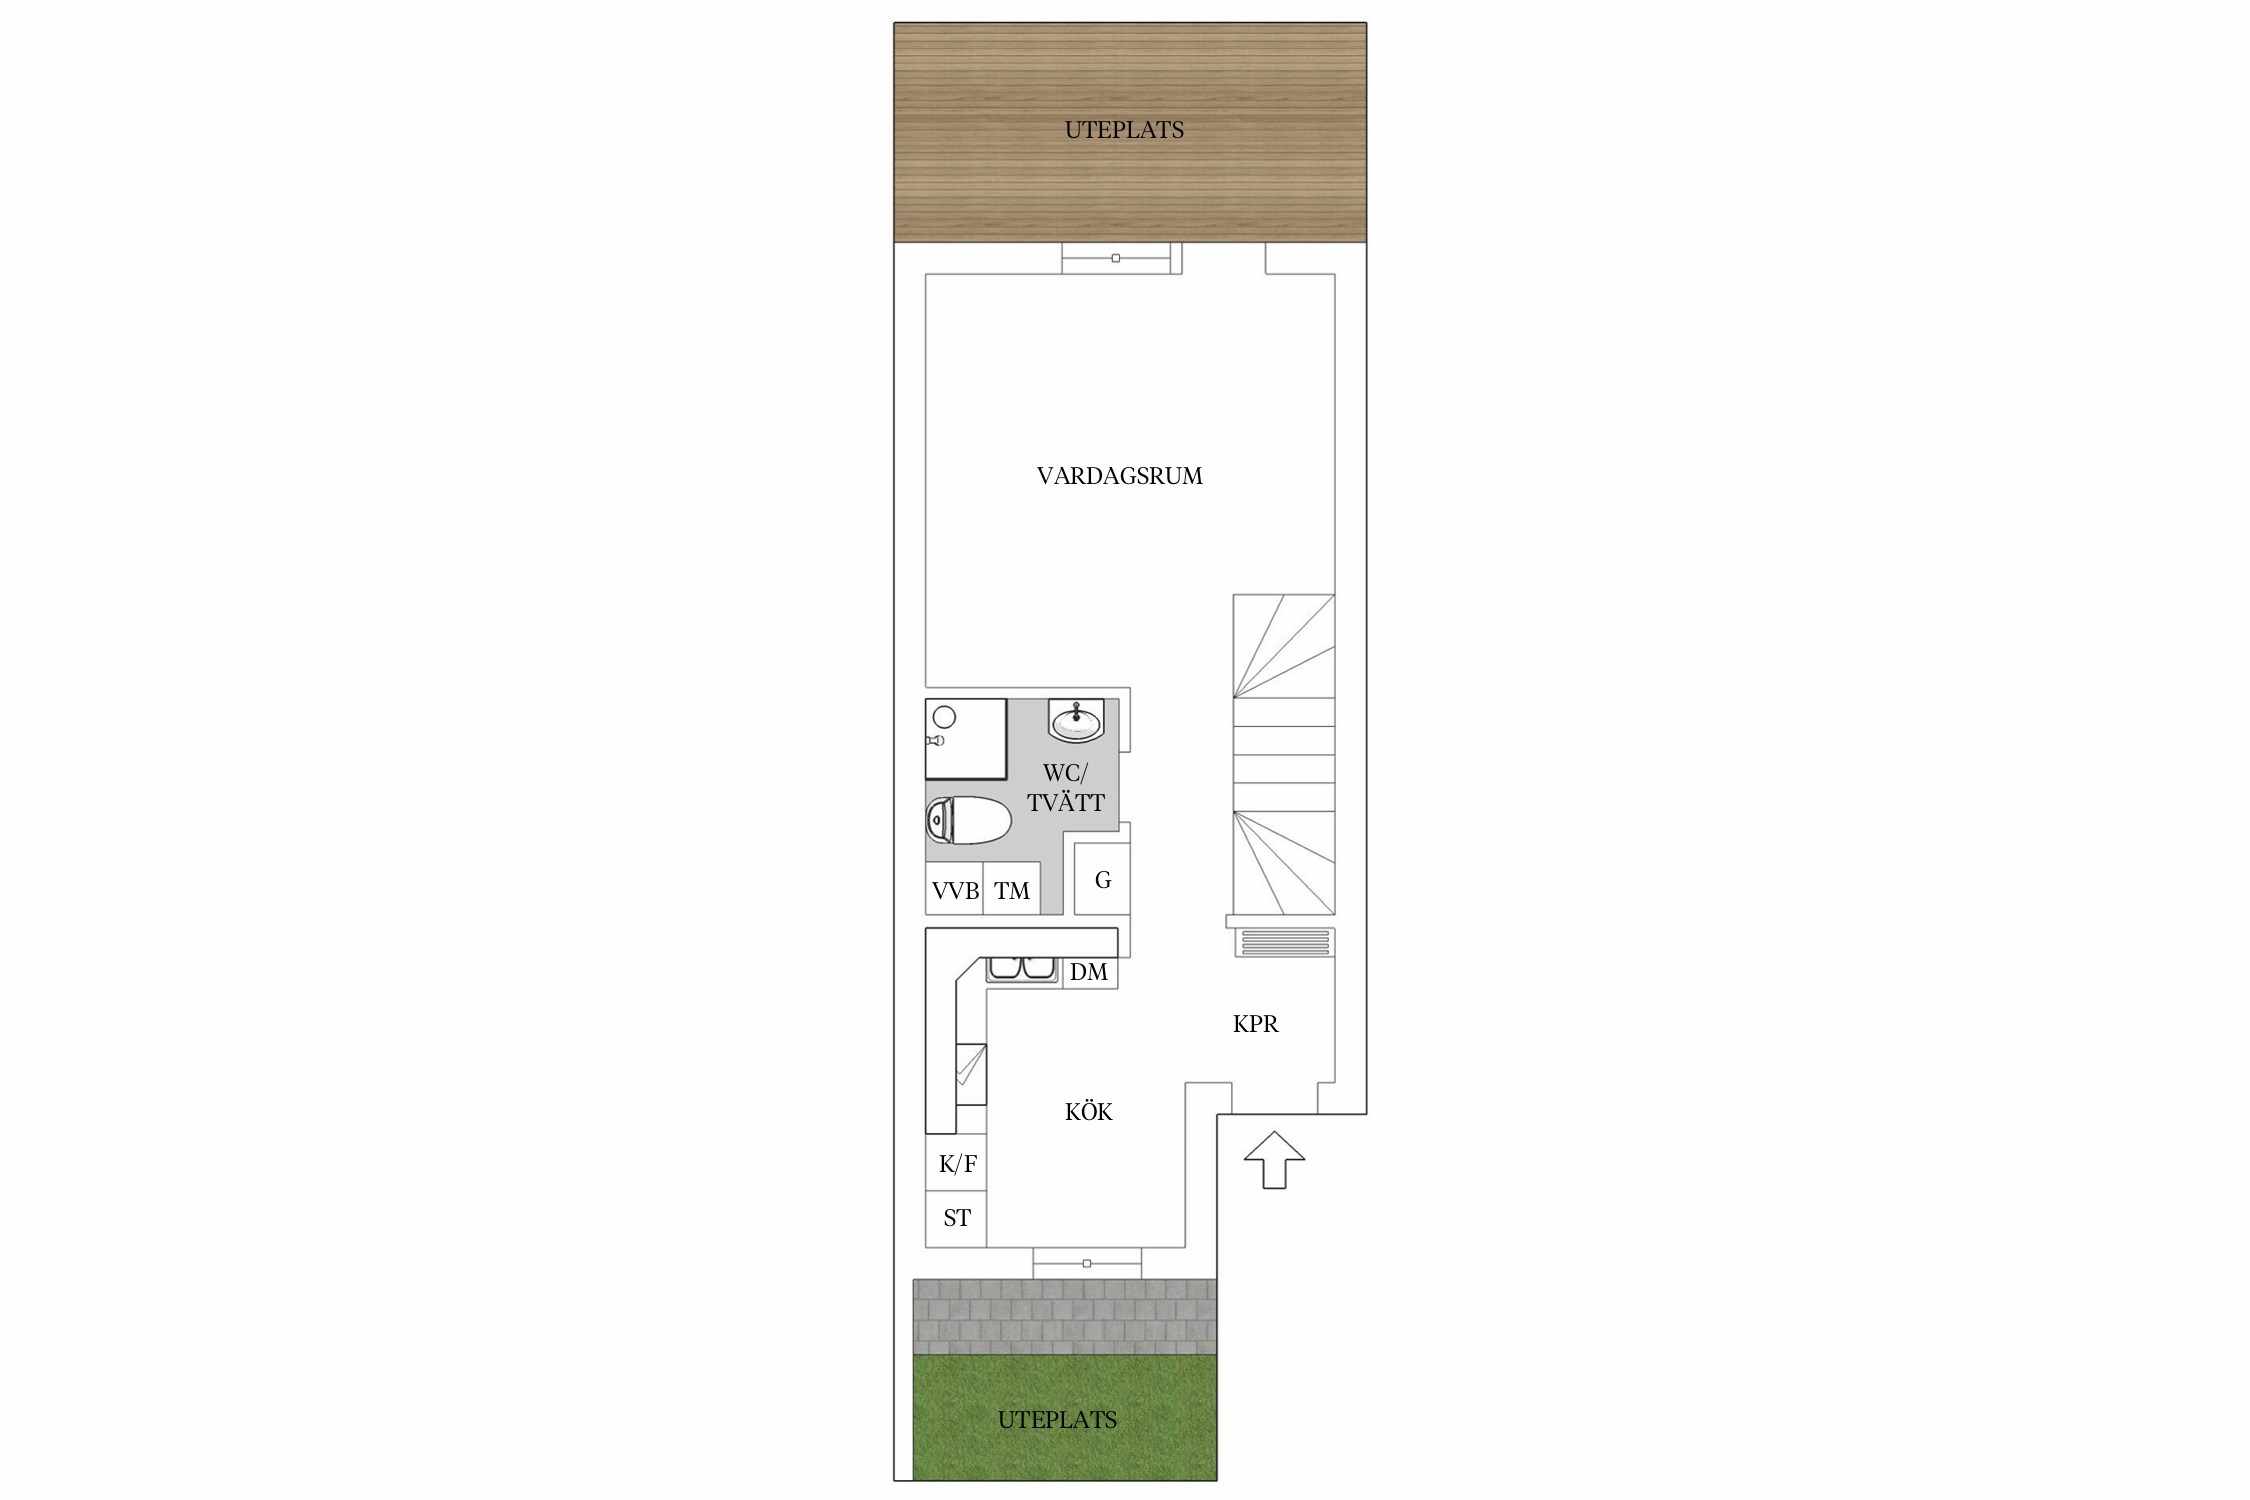 UTEPLATS
VARDAGSRUM
WC/
TVÄTT
G
VVB
TM
DM
KPR
KÖK
K/F
ST
UTEPLATS